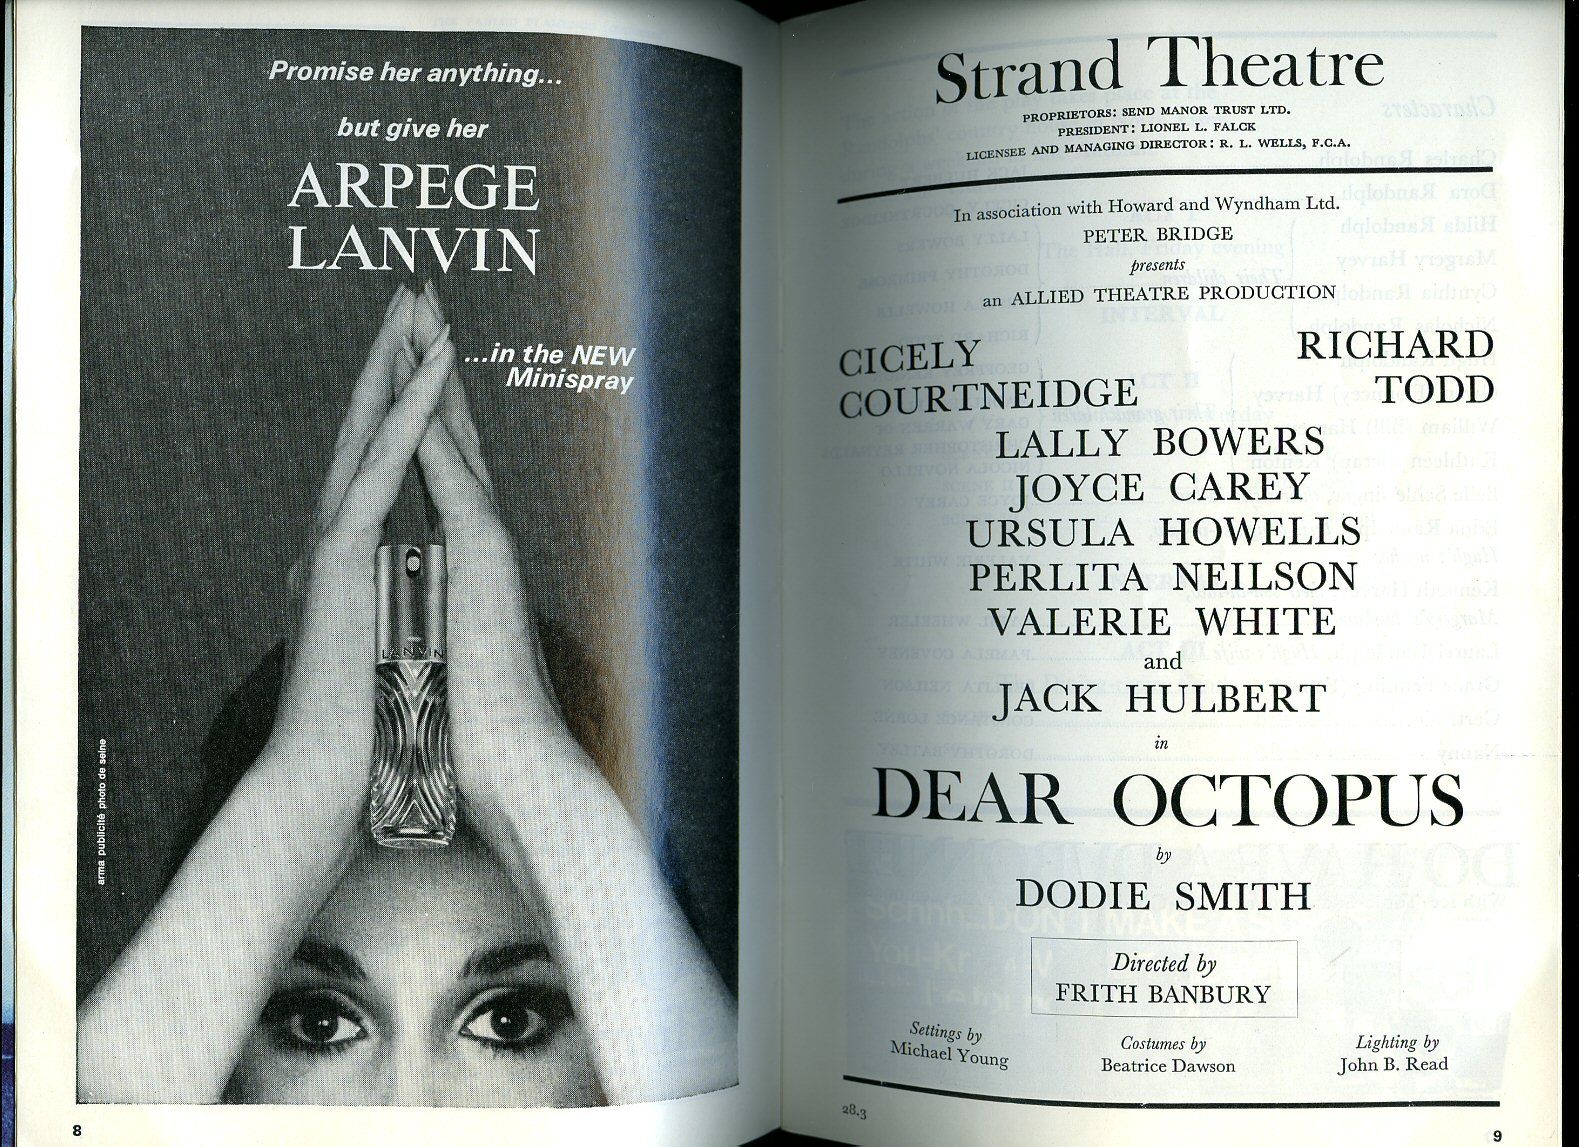 Promise her anything...
but give her
ARPEGE
LANVIN
...in the NEW
Minispray
LANVIN
arma publicité photo de seine
8
Strand Theatre
PROPRIETORS: SEND MANOR TRUST LTD.
PRESIDENT: LIONEL L. FALCK
LICENSEE AND MANAGING DIRECTOR: R. L. WELLS, F.C.A.
In association with Howard and Wyndham Ltd.
PETER BRIDGE
presents
an ALLIED THEATRE PRODUCTION
CICELY
COURTNEIDGE
RICHARD
TODD
LALLY BOWERS
JOYCE CAREY
URSULA HOWELLS
PERLITA NEILSON
VALERIE WHITE
and
JACK HULBERT
in
DEAR OCTOPUS
by
DODIE SMITH
Directed by
FRITH BANBURY
Settings by
Michael Young
Costumes by
Beatrice Dawson
Lighting by
John B. Read
28.3
9